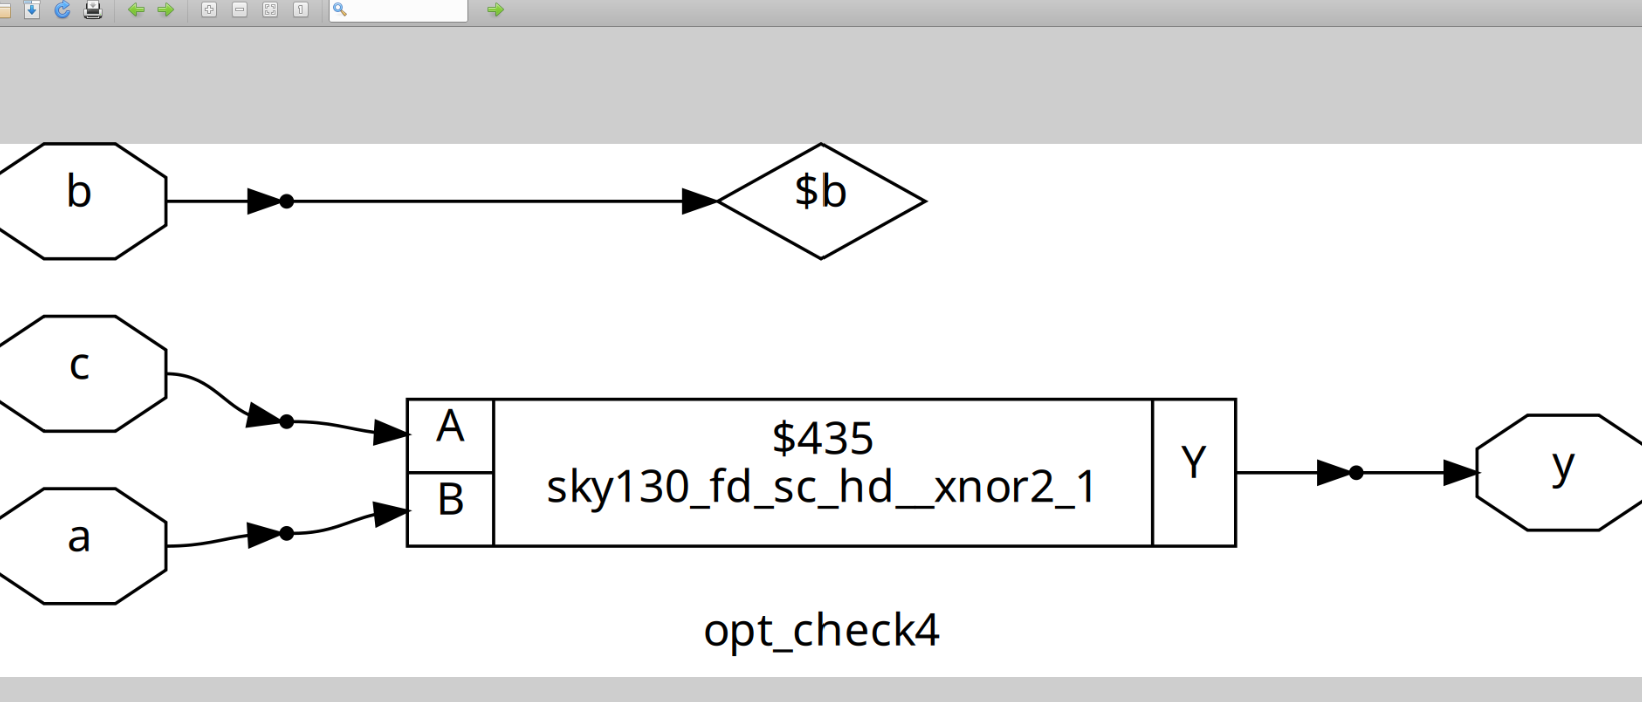 b
$b
c
A
$435
sky130_fd_sc_hd__xnor2_1
Y
y
B
a
opt_check4